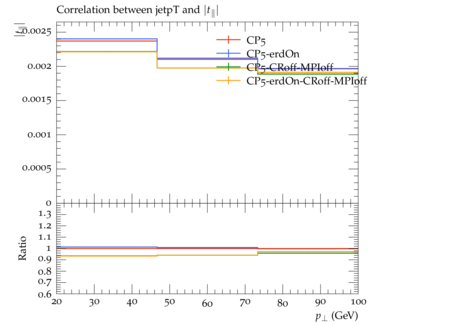 Correlation between jetpT and |t∥|
|t∥|
0.0025
0.002
0.0015
0.001
0.0005
0
CP5
CP5-erdOn
CP5-CRoff-MPIoff
CP5-erdOn-CRoff-MPIoff
Ratio
1.3
1.2
1.1
1
0.9
0.8
0.7
0.6
20 30 40 50 60 70 80 90 100
p⊥ (GeV)